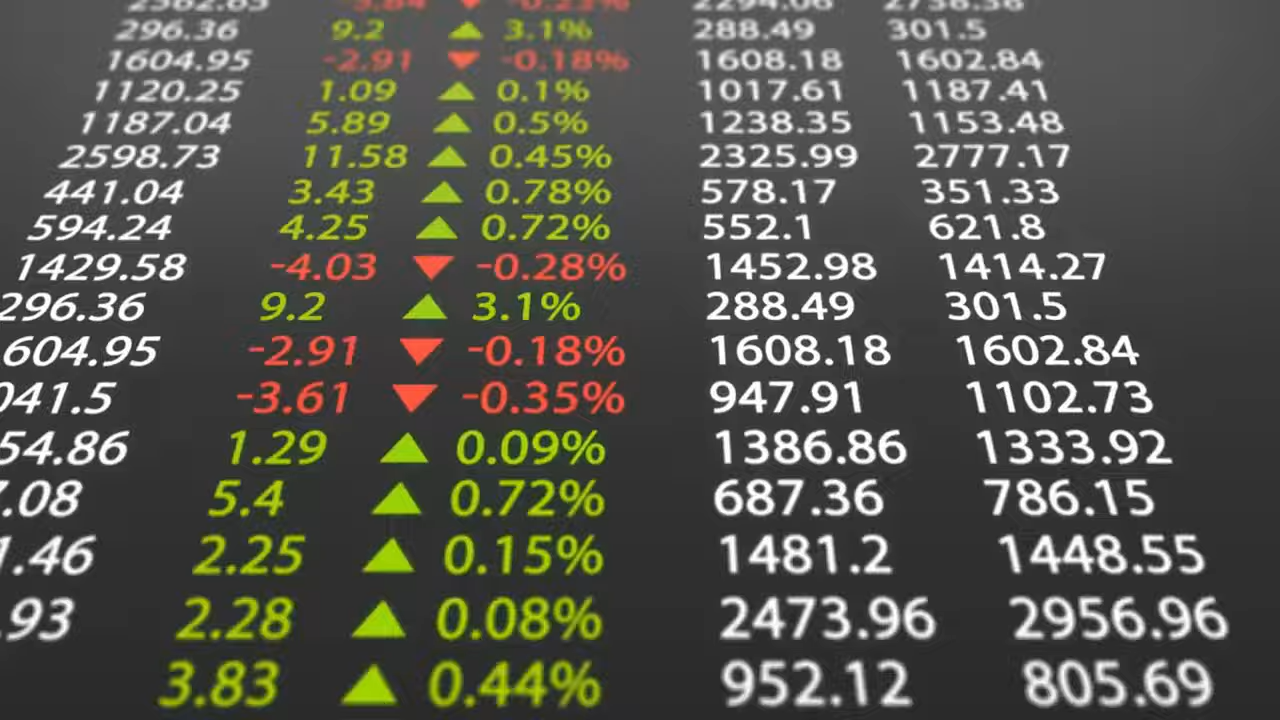 296.36 9.2 ▲ 3.1% 288.49 301.5
1604.95 -2.91 ▼ -0.18% 1608.18 1602.84
1120.25 1.09 ▲ 0.1% 1017.61 1187.41
1187.04 5.89 ▲ 0.5% 1238.35 1153.48
2598.73 11.58 ▲ 0.45% 2325.99 2777.17
441.04 3.43 ▲ 0.78% 578.17 351.33
594.24 4.25 ▲ 0.72% 552.1 621.8
1429.58 -4.03 ▼ -0.28% 1452.98 1414.27
296.36 9.2 ▲ 3.1% 288.49 301.5
604.95 -2.91 ▼ -0.18% 1608.18 1602.84
041.5 -3.61 ▼ -0.35% 947.91 1102.73
54.86 1.29 ▲ 0.09% 1386.86 1333.92
.08 5.4 ▲ 0.72% 687.36 786.15
.46 2.25 ▲ 0.15% 1481.2 1448.55
.93 2.28 ▲ 0.08% 2473.96 2956.96
3.83 ▲ 0.44% 952.12 805.69